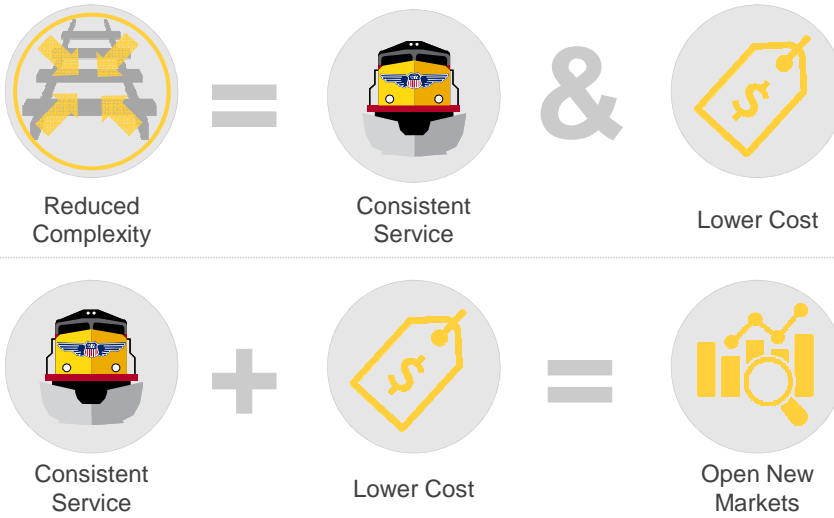 = & 
Reduced
Complexity
Consistent
Service
Lower Cost
$
$
+ =
Consistent
Service
Lower Cost
Open New
Markets